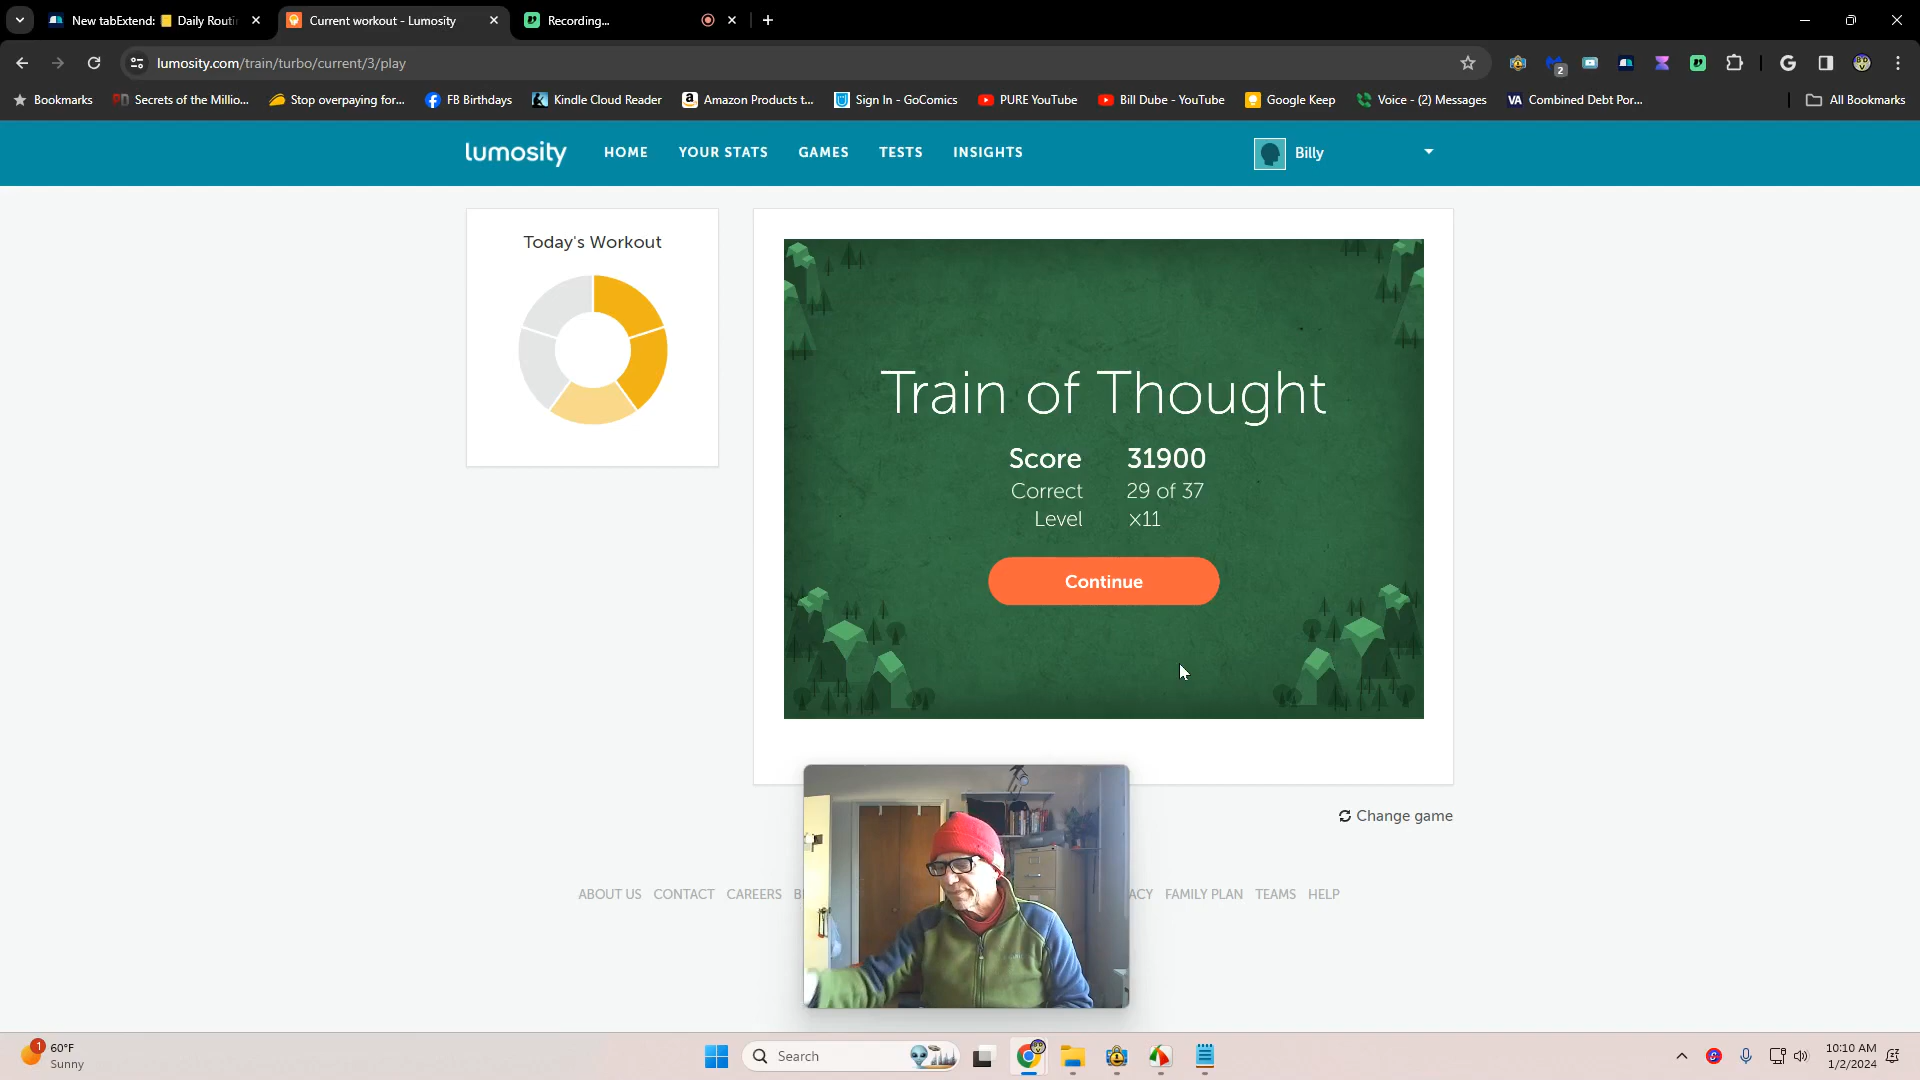 New tabExtend: Daily Routi
Current workout - Lumosity
Recording...
lumosity.com/train/turbo/current/3/play
2
Bookmarks
Secrets of the Millio...
Stop overpaying for...
FB Birthdays
Kindle Cloud Reader
Amazon Products t...
Sign In - GoComics
PURE YouTube
Bill Dube - YouTube
Google Keep
Voice - (2) Messages
VA Combined Debt Por...
All Bookmarks
lumosity
HOME
YOUR STATS
GAMES
TESTS
INSIGHTS
Billy
Today's Workout
Train of Thought
Score 31900
Correct 29 of 37
Level x11
Continue
Change game
ABOUT US
CONTACT
CAREERS
B
ACY
FAMILY PLAN
TEAMS
HELP
1
60°F
Sunny
Search
10:10 AM
1/2/2024